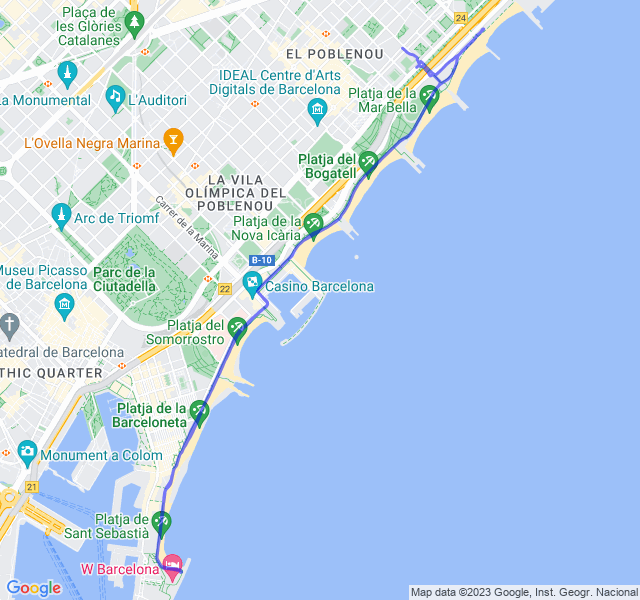 Plaça de
les Glòries
Catalanes
24
EL POBLENOU
IDEAL Centre d'Arts
Digitals de Barcelona
La Monumental
L'Auditori
Platja de la
Mar Bella
L'Ovella Negra Marina
Platja del
Bogatell
LA VILA
OLÍMPICA DEL
POBLENOU
Carrer de la Marina
Arc de Triomf
Platja de la
Nova Icària
B-10
Museu Picasso
de Barcelona
Parc de la
Ciutadella
22
Casino Barcelona
Platja del
Somorrostro
Catedral de Barcelona
THIC QUARTER
Platja de la
Barceloneta
Monument a Colom
21
Platja de
Sant Sebastià
W Barcelona
Google
Map data ©2023 Google, Inst. Geogr. Nacional